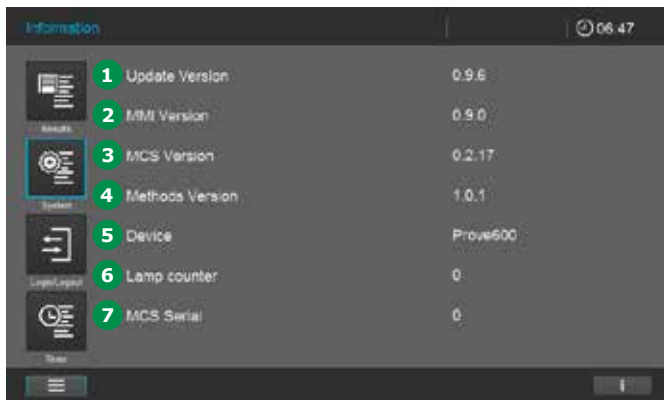 Information
06:47
Results
1 Update Version 0.9.6
2 MMI Version 0.9.0
3 MCS Version 0.2.17
System
4 Methods Version 1.0.1
5 Device Prove600
Login/Logout
6 Lamp counter 0
7 MCS Serial 0
Timer
i